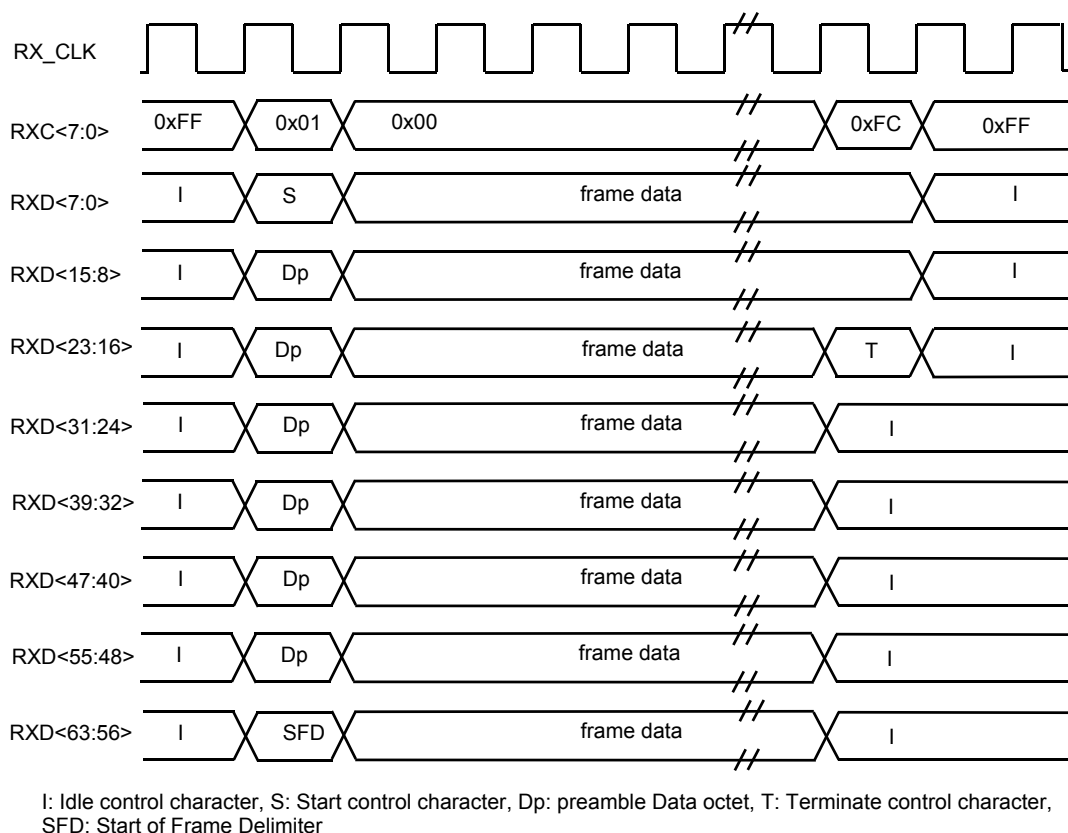 RX_CLK
RXC<7:0> 0xFF 0x01 0x00 0xFC 0xFF
RXD<7:0> I S frame data I
RXD<15:8> I Dp frame data I
RXD<23:16> I Dp frame data T I
RXD<31:24> I Dp frame data I
RXD<39:32> I Dp frame data I
RXD<47:40> I Dp frame data I
RXD<55:48> I Dp frame data I
RXD<63:56> I SFD frame data I
I: Idle control character, S: Start control character, Dp: preamble Data octet, T: Terminate control character,
SFD: Start of Frame Delimiter